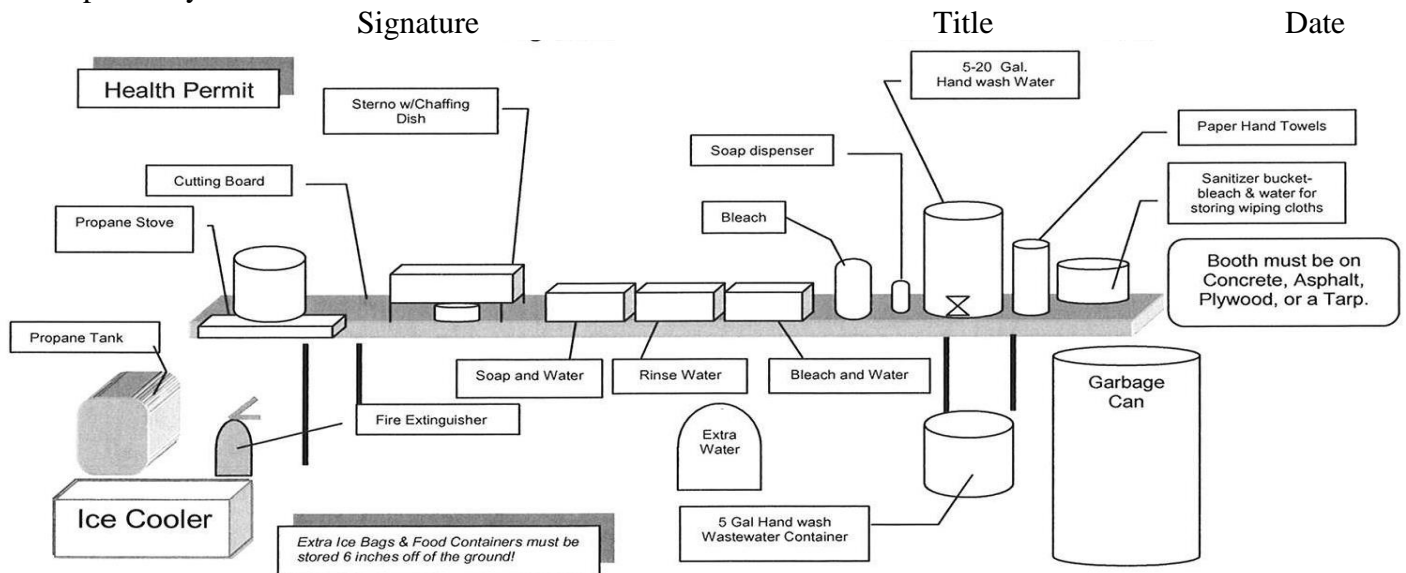 Signature Title Date
Health Permit
Sterno w/Chaffing
Dish
5-20 Gal.
Hand wash Water
Paper Hand Towels
Soap dispenser
Cutting Board
Sanitizer bucket-
bleach & water for
storing wiping cloths
Propane Stove
Bleach
Booth must be on
Concrete, Asphalt,
Plywood, or a Tarp.
Propane Tank
Soap and Water
Rinse Water
Bleach and Water
Garbage
Can
Fire Extinguisher
Extra
Water
Ice Cooler
5 Gal Hand wash
Wastewater Container
Extra Ice Bags & Food Containers must be
stored 6 inches off of the ground!